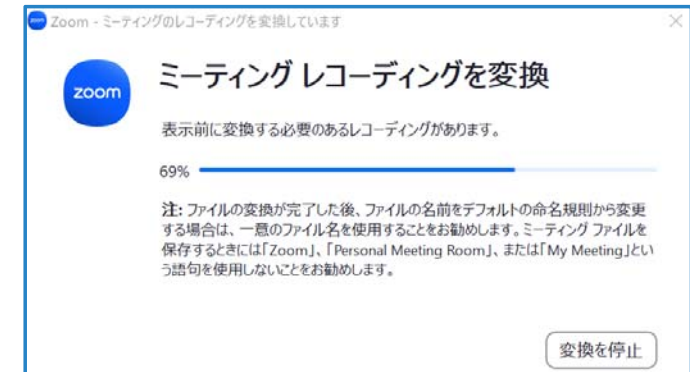 Zoom - ミーティングのレコーディングを変換しています
zoom
ミーティング レコーディングを変換
表示前に変換する必要のあるレコーディングがあります。
69%
注: ファイルの変換が完了した後、ファイルの名前をデフォルトの命名規則から変更
する場合は、一意のファイル名を使用することをお勧めします。ミーティング ファイルを
保存するときには「Zoom」、「Personal Meeting Room」、または「My Meeting」とい
う語句を使用しないことをお勧めします。
変換を停止